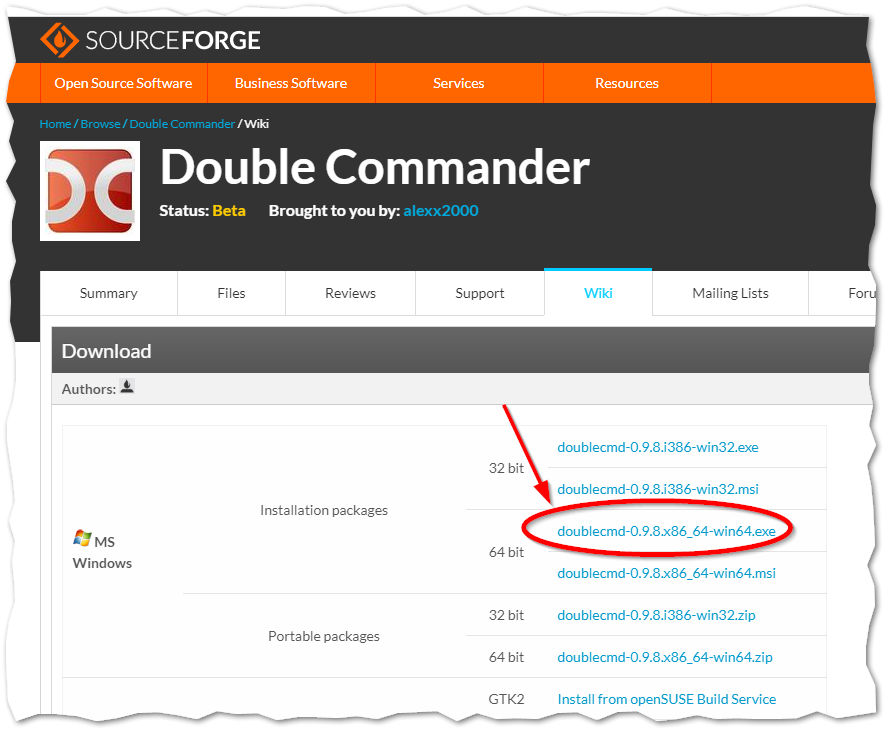 SOURCEFORGE
Open Source Software Business Software Services Resources
Home / Browse / Double Commander / Wiki
Double Commander
Status: Beta Brought to you by: alexx2000
Summary Files Reviews Support Wiki Mailing Lists Foru
Download
Authors:
doublecmd-0.9.8.i386-win32.exe
32 bit
doublecmd-0.9.8.i386-win32.msi
Installation packages
doublecmd-0.9.8.x86_64-win64.exe
MS
Windows
64 bit
doublecmd-0.9.8.x86_64-win64.msi
32 bit doublecmd-0.9.8.i386-win32.zip
Portable packages
64 bit doublecmd-0.9.8.x86_64-win64.zip
GTK2 Install from openSUSE Build Service